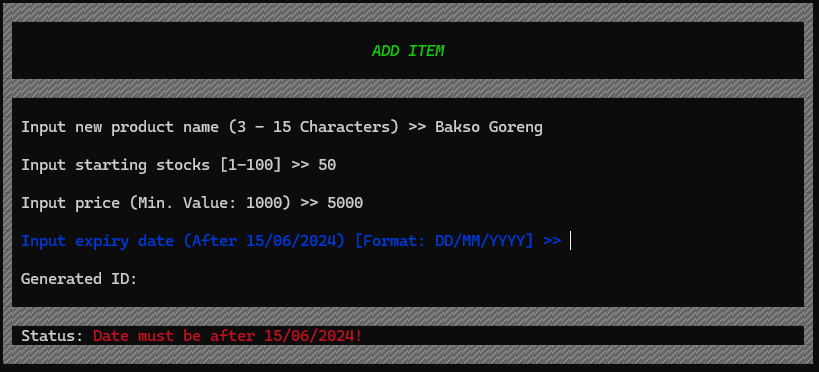 ADD ITEM
Input new product name (3 - 15 Characters) >> Bakso Goreng
Input starting stocks [1-100] >> 50
Input price (Min. Value: 1000) >> 5000
Input expiry date (After 15/06/2024) [Format: DD/MM/YYYY] >>
Generated ID:
Status: Date must be after 15/06/2024!